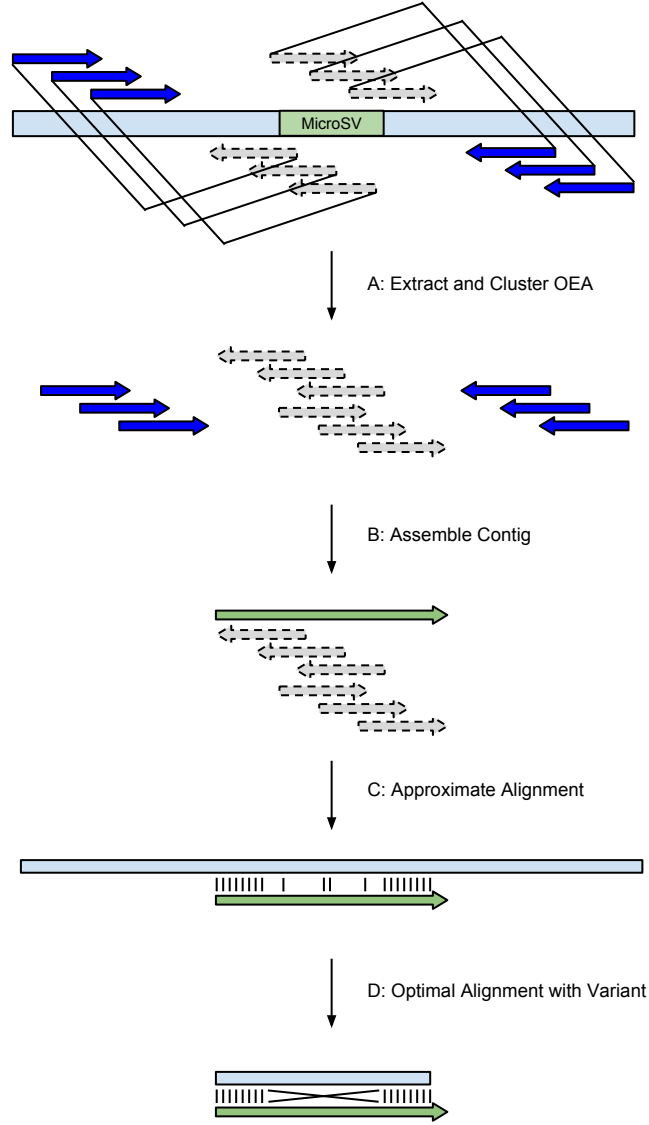 MicroSV
A: Extract and Cluster OEA
B: Assemble Contig
C: Approximate Alignment
D: Optimal Alignment with Variant